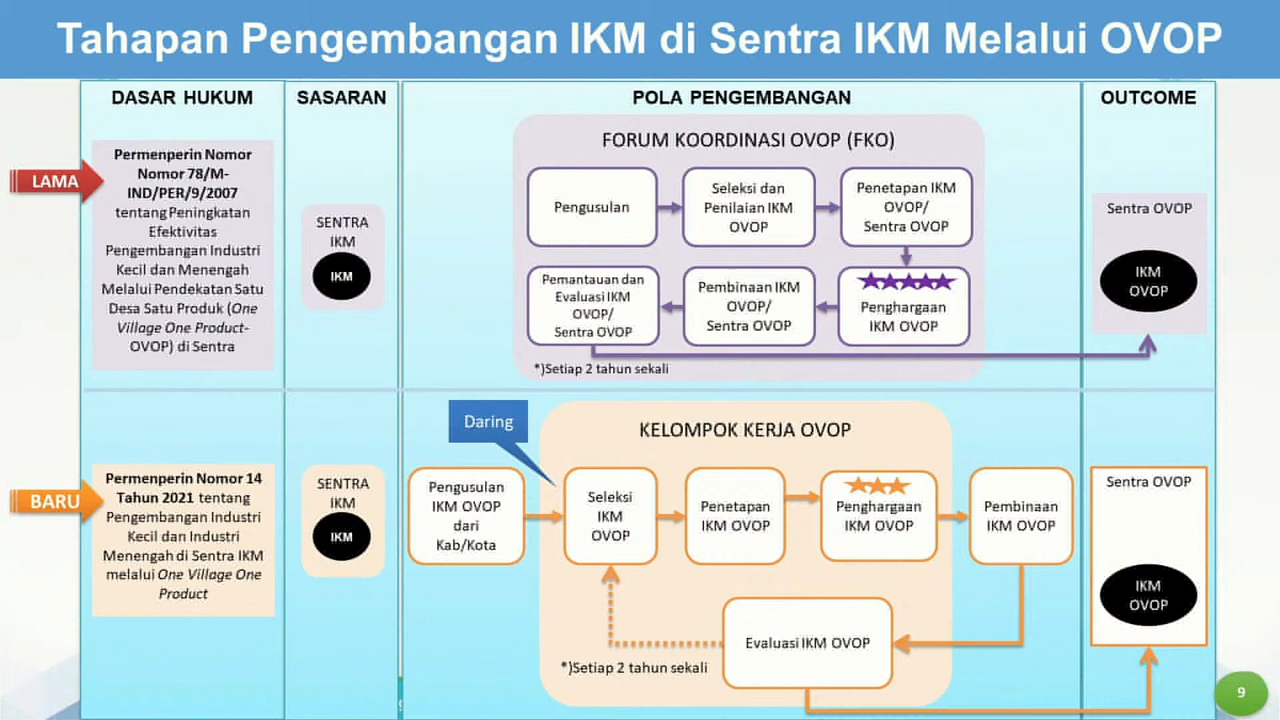 Tahapan Pengembangan IKM di Sentra IKM Melalui OVOP
DASAR HUKUM
SASARAN
POLA PENGEMBANGAN
OUTCOME
LAMA
Permenperin Nomor
Nomor 78/M-
IND/PER/9/2007
tentang Peningkatan
Efektivitas
Pengembangan Industri
Kecil dan Menengah
Melalui Pendekatan Satu
Desa Satu Produk (One
Village One Product-
OVOP) di Sentra
SENTRA
IKM
IKM
FORUM KOORDINASI OVOP (FKO)
Pengusulan
Seleksi dan
Penilaian IKM
OVOP
Penetapan IKM
OVOP/
Sentra OVOP
Penghargaan
IKM OVOP
Pembinaan IKM
OVOP/
Sentra OVOP
Pemantauan dan
Evaluasi IKM
OVOP/
Sentra OVOP
*)Setiap 2 tahun sekali
Sentra OVOP
IKM
OVOP
BARU
Permenperin Nomor 14
Tahun 2021 tentang
Pengembangan Industri
Kecil dan Industri
Menengah di Sentra IKM
melalui One Village One
Product
SENTRA
IKM
IKM
Daring
KELOMPOK KERJA OVOP
Pengusulan
IKM OVOP
dari
Kab/Kota
Seleksi
IKM
OVOP
Penetapan
IKM OVOP
Penghargaan
IKM OVOP
Pembinaan
IKM OVOP
Evaluasi IKM OVOP
*)Setiap 2 tahun sekali
Sentra OVOP
IKM
OVOP
9